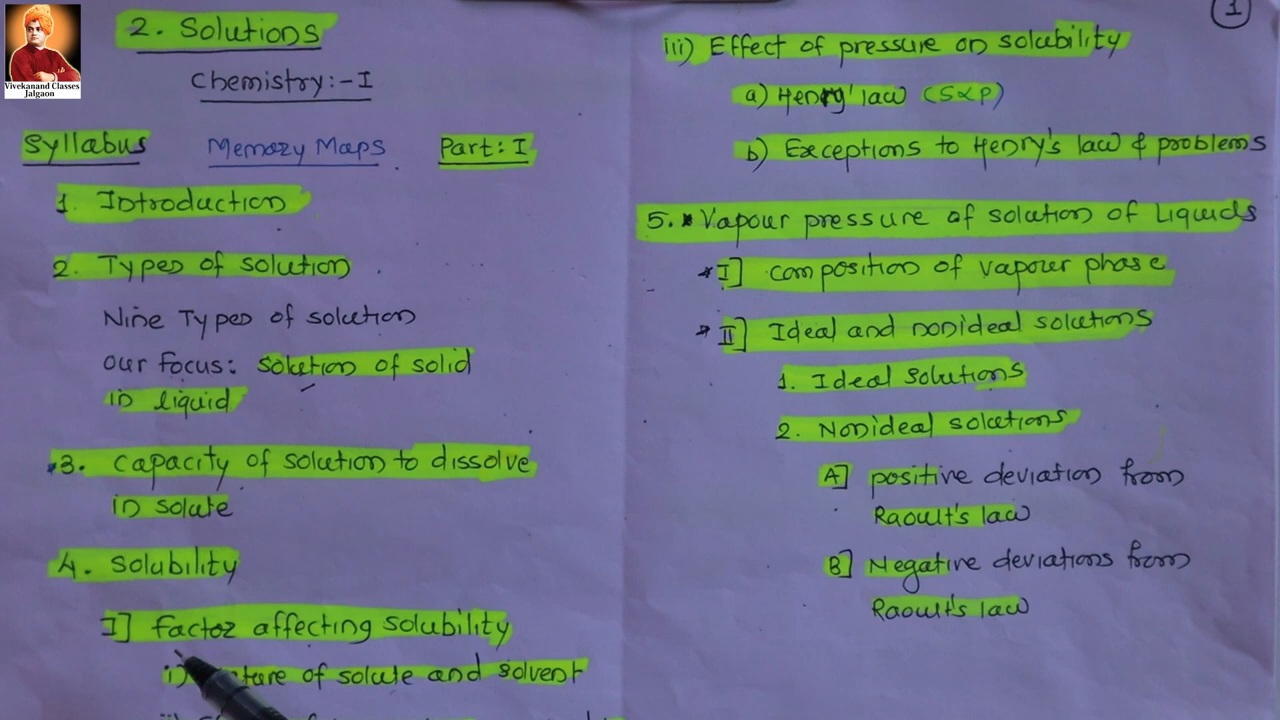 Vivekanand Classes
Jalgaon
2. Solutions
Chemistry:-I
Syllabus Memory Maps Part: I
1. Introduction
2. Types of solution
Nine Types of solution
Our Focus: Solution of solid
in liquid
3. Capacity of solution to dissolve
in solute
4. Solubility
I] factor affecting solubility
i) of solute and solvent
1
iii) Effect of pressure on solubility
a) Henry' law (S∝P)
b) Exceptions to Henry's law & problems
5. * Vapour pressure of solution of Liquids
* I] composition of vapour phase
* II] Ideal and nonideal solutions
1. Ideal solutions
2. Nonideal solutions
A] positive deviation from
Raoult's law
B] Negative deviations from
Raoult's law